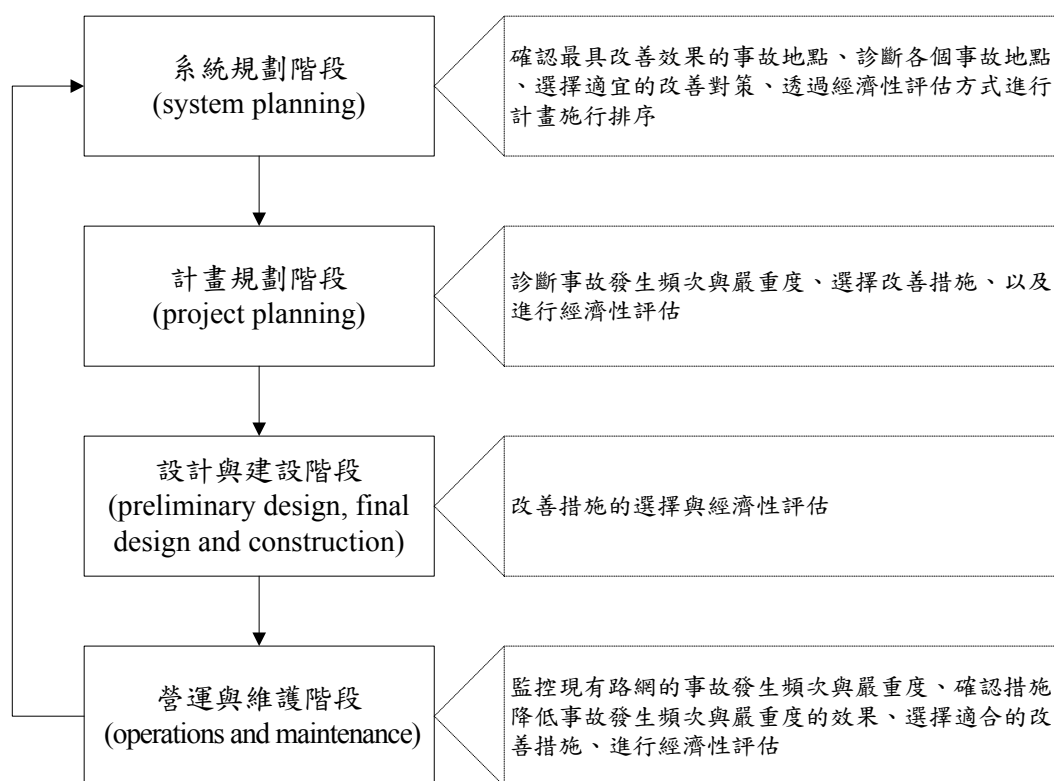 系統規劃階段
(system planning)
確認最具改善效果的事故地點、診斷各個事故地點
、選擇適宜的改善對策、透過經濟性評估方式進行
計畫施行排序
計畫規劃階段
(project planning)
診斷事故發生頻次與嚴重度、選擇改善措施、以及
進行經濟性評估
設計與建設階段
(preliminary design, final
design and construction)
改善措施的選擇與經濟性評估
營運與維護階段
(operations and maintenance)
監控現有路網的事故發生頻次與嚴重度、確認措施
降低事故發生頻次與嚴重度的效果、選擇適合的改
善措施、進行經濟性評估